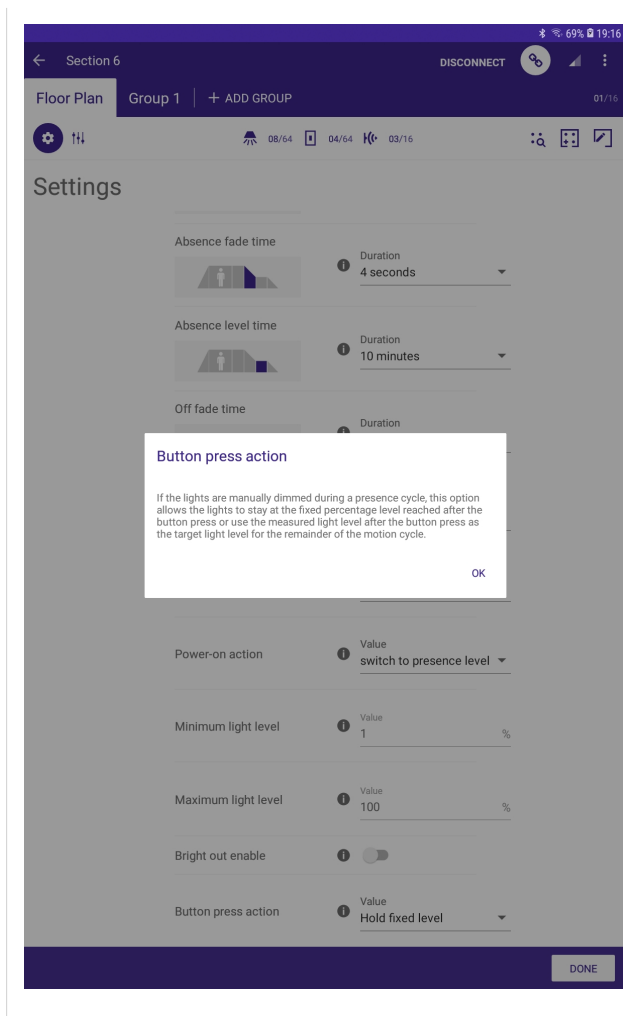 69% 19:16
Section 6 DISCONNECT
Floor Plan Group 1 + ADD GROUP 01/16
08/64 04/64 03/16
Settings
Absence fade time
Duration
4 seconds
Absence level time
Duration
10 minutes
Off fade time
Duration
Button press action
If the lights are manually dimmed during a presence cycle, this option
allows the lights to stay at the fixed percentage level reached after the
button press or use the measured light level after the button press as
the target light level for the remainder of the motion cycle.
OK
Power-on action
Value
switch to presence level
Minimum light level
Value
1 %
Maximum light level
Value
100 %
Bright out enable
Button press action
Value
Hold fixed level
DONE